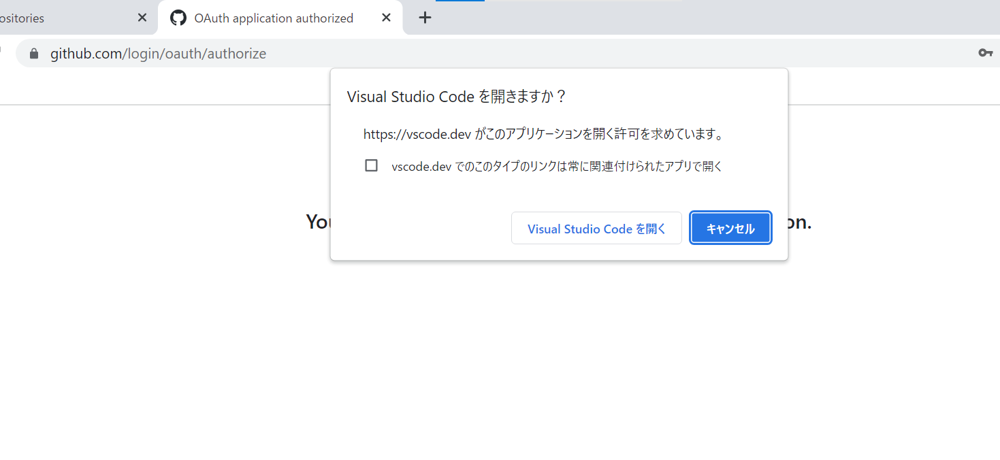 OAuth application authorized
github.com/login/oauth/authorize
Visual Studio Code を開きますか？
https://vscode.dev がこのアプリケーションを開く許可を求めています。
vscode.dev でのこのタイプのリンクは常に関連付けられたアプリで開く
Visual Studio Code を開く
キャンセル